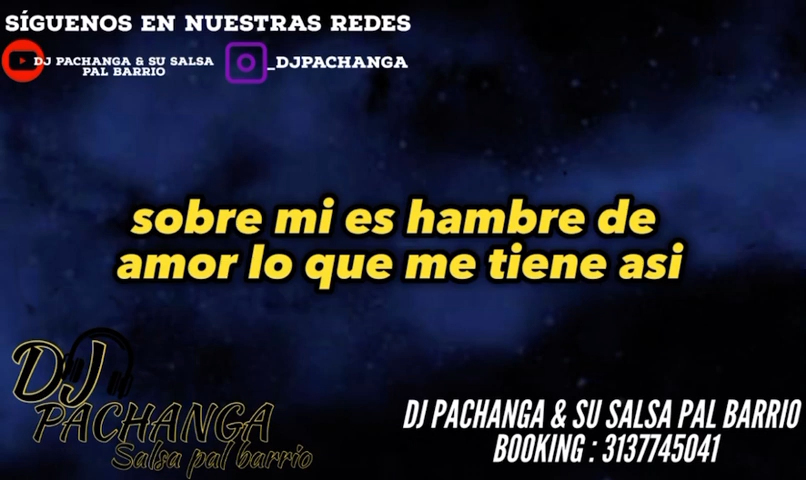 SÍGUENOS EN NUESTRAS REDES
DJ PACHANGA & SU SALSA
PAL BARRIO
_DJPACHANGA
sobre mi es hambre de
amor lo que me tiene asi
DJ
PACHANGA
Salsa pal barrio
DJ PACHANGA & SU SALSA PAL BARRIO
BOOKING : 3137745041